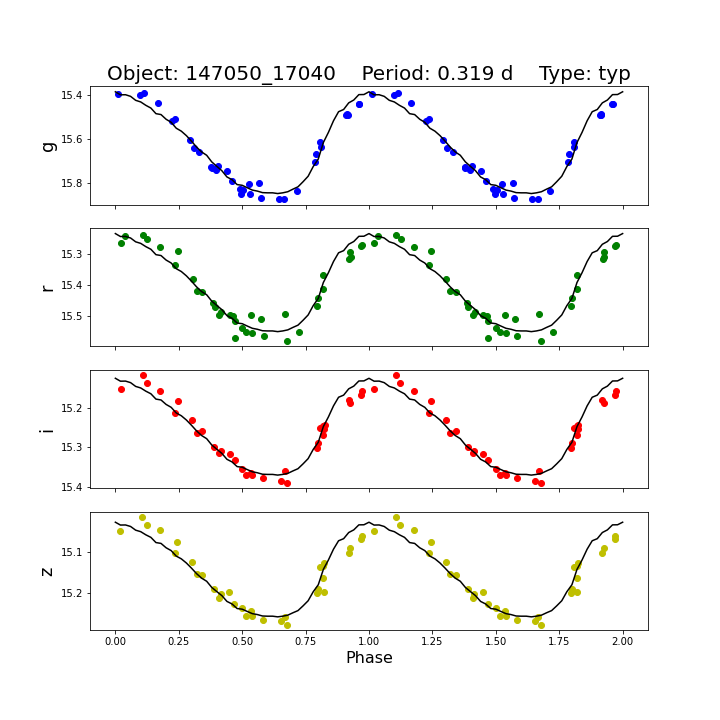 Object: 147050_17040    Period: 0.319 d    Type: typ
g
15.4
15.6
15.8
r
15.3
15.4
15.5
i
15.2
15.3
15.4
z
15.1
15.2
0.00 0.25 0.50 0.75 1.00 1.25 1.50 1.75 2.00
Phase